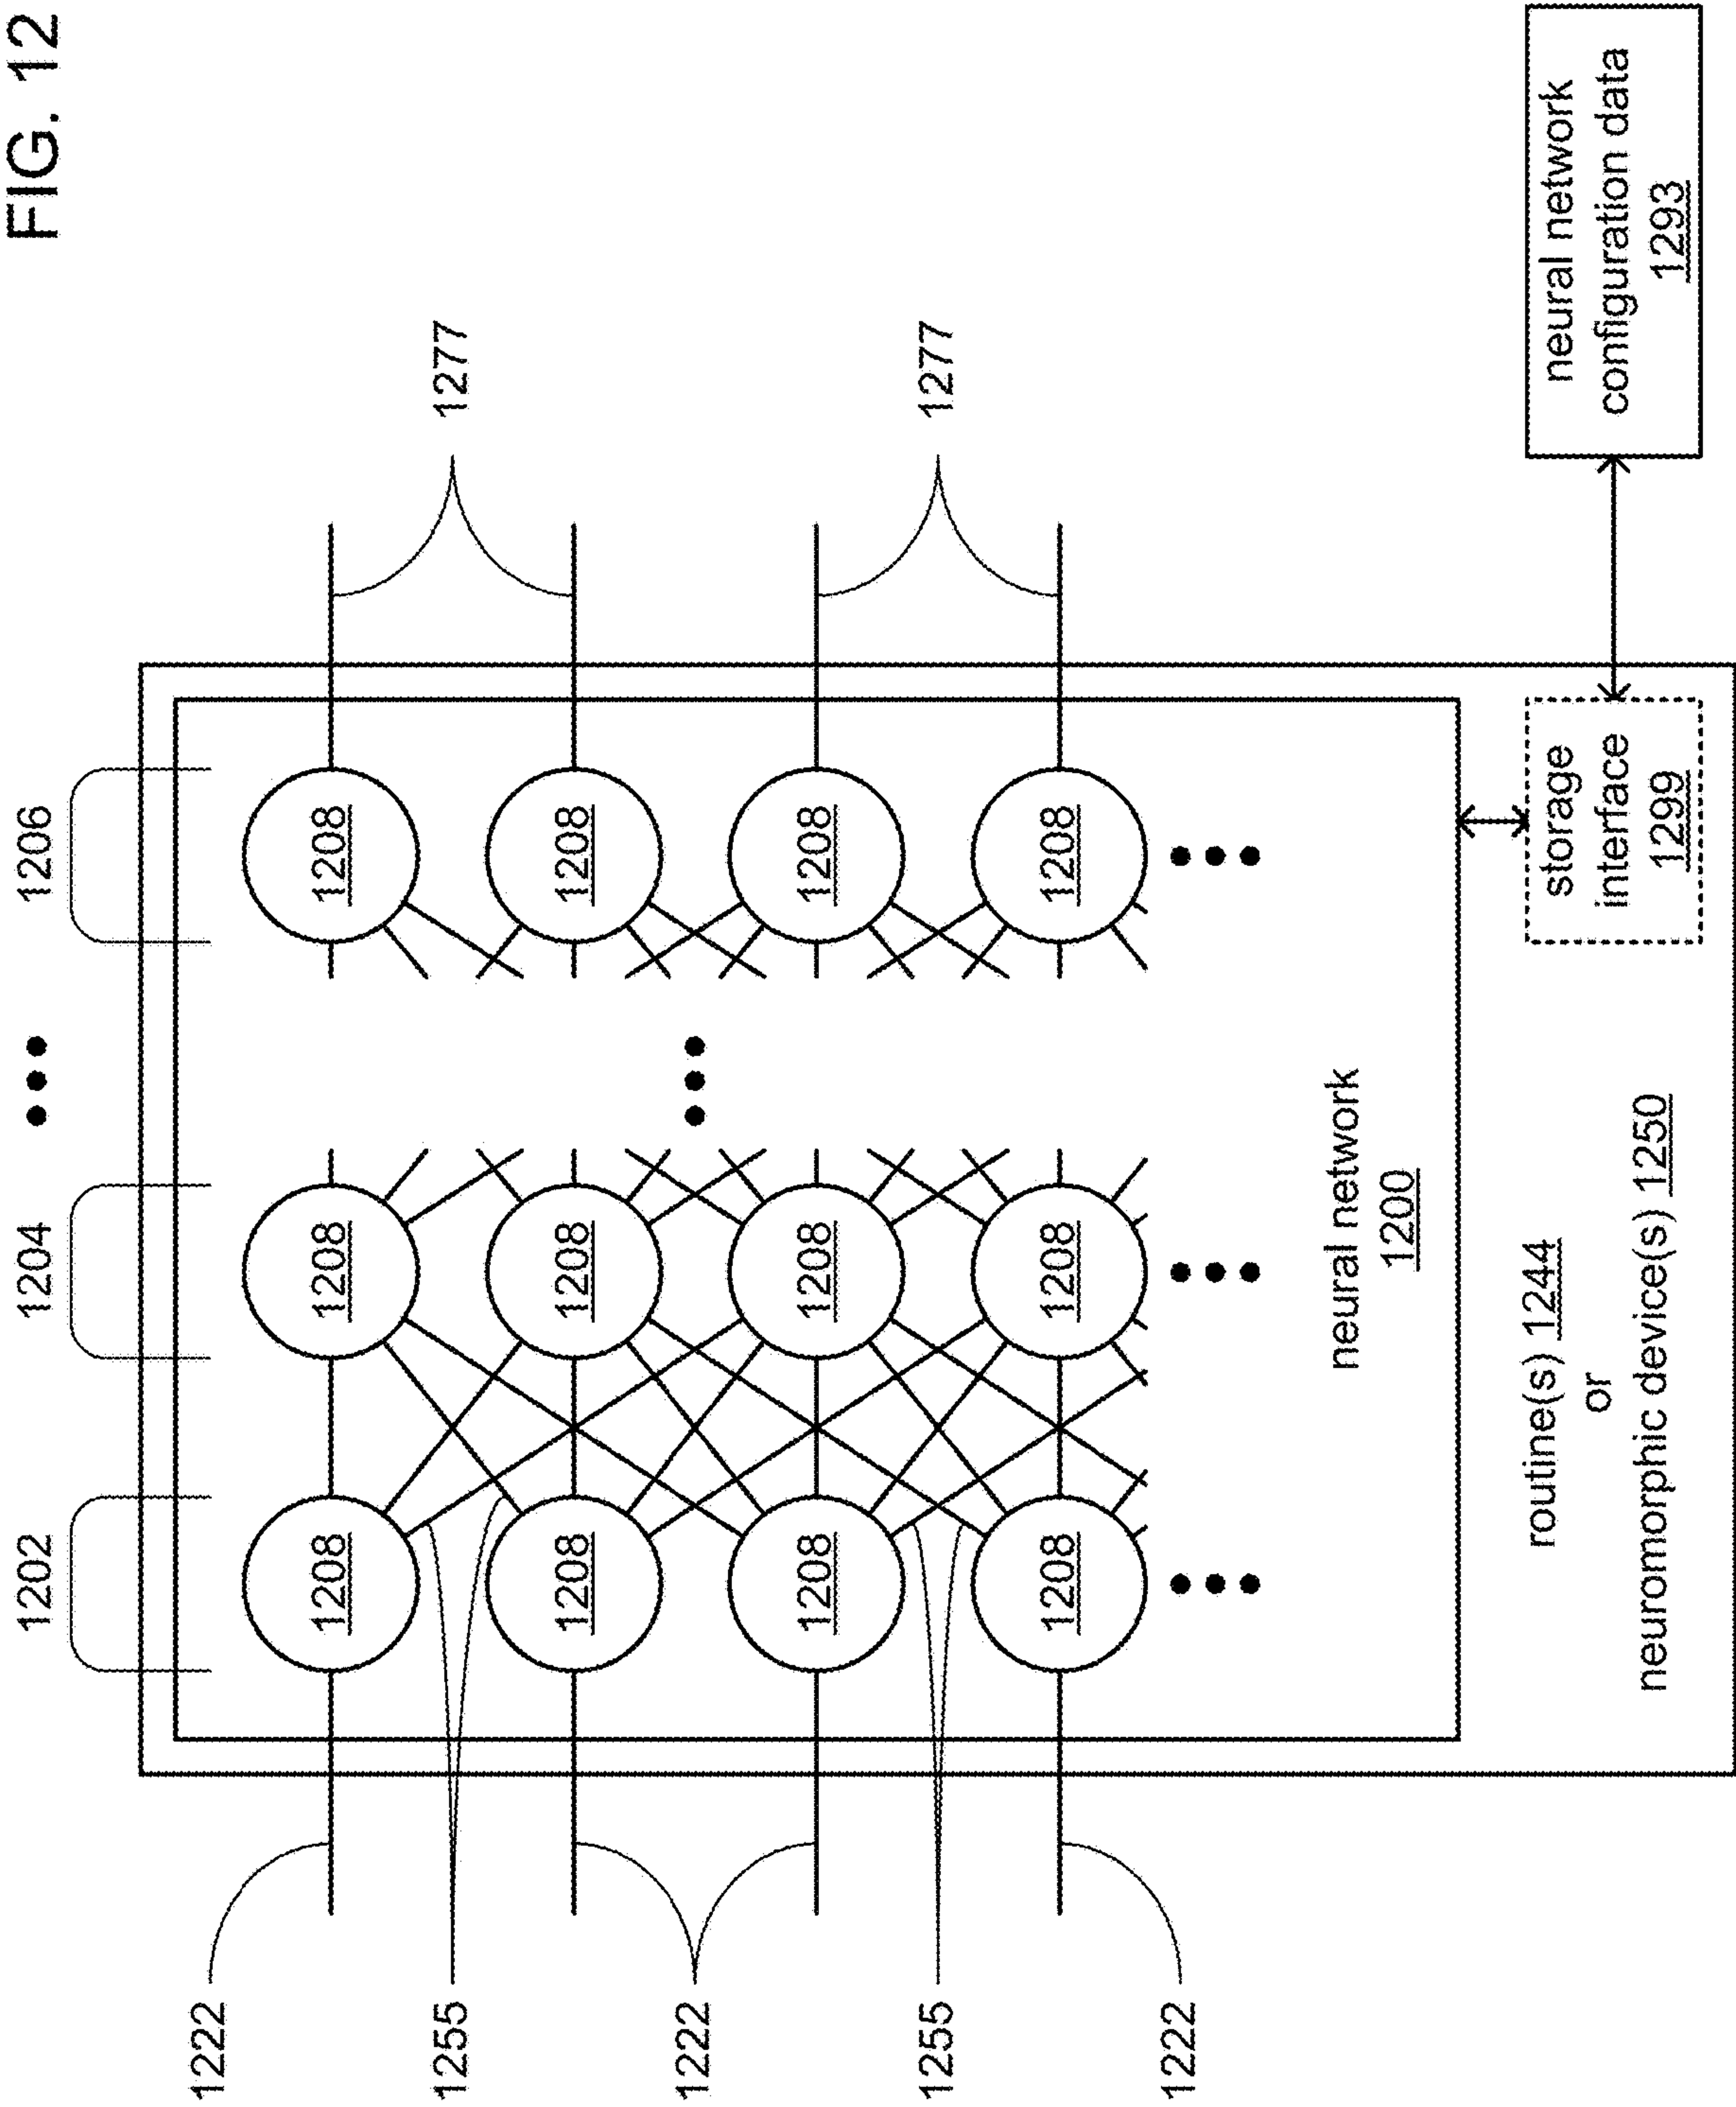 FIG. 12
1202
1204
1206
1222
1255
1222
1255
1222
1208
1208
1208
1208
1208
1208
1208
1208
1208
1208
1208
1208
1277
1277
neural network
1200
routine(s) 1244
or
neuromorphic device(s) 1250
storage
interface
1299
neural network
configuration data
1293